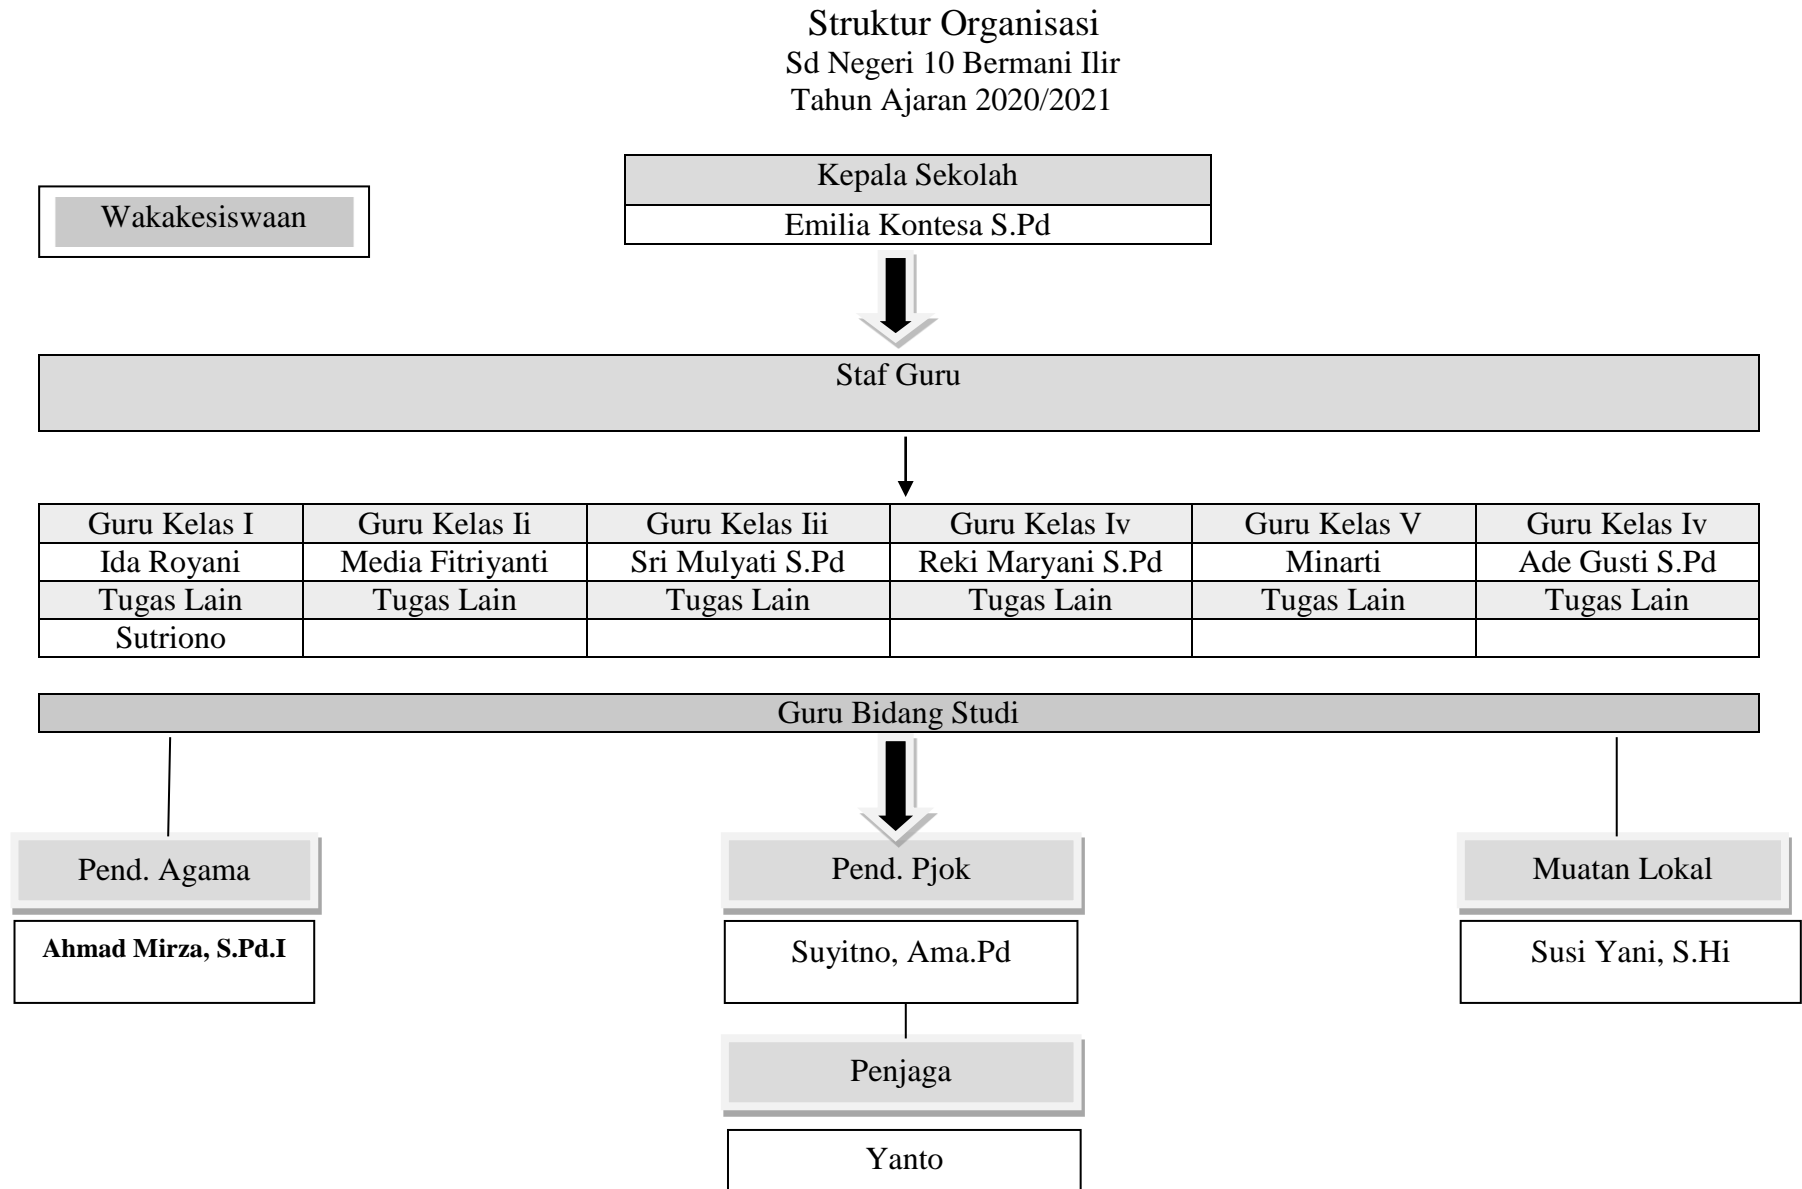 Struktur Organisasi
Sd Negeri 10 Bermani Ilir
Tahun Ajaran 2020/2021
Kepala Sekolah
Wakakesiswaan
Emilia Kontesa S.Pd
Staf Guru
Guru Kelas I Guru Kelas Ii Guru Kelas Iii Guru Kelas Iv Guru Kelas V Guru Kelas Iv
Ida Royani Media Fitriyanti Sri Mulyati S.Pd Reki Maryani S.Pd Minarti Ade Gusti S.Pd
Tugas Lain Tugas Lain Tugas Lain Tugas Lain Tugas Lain Tugas Lain
Sutriono
Guru Bidang Studi
Pend. Agama Pend. Pjok Muatan Lokal
Ahmad Mirza, S.Pd.I Suyitno, Ama.Pd Susi Yani, S.Hi
Penjaga
Yanto